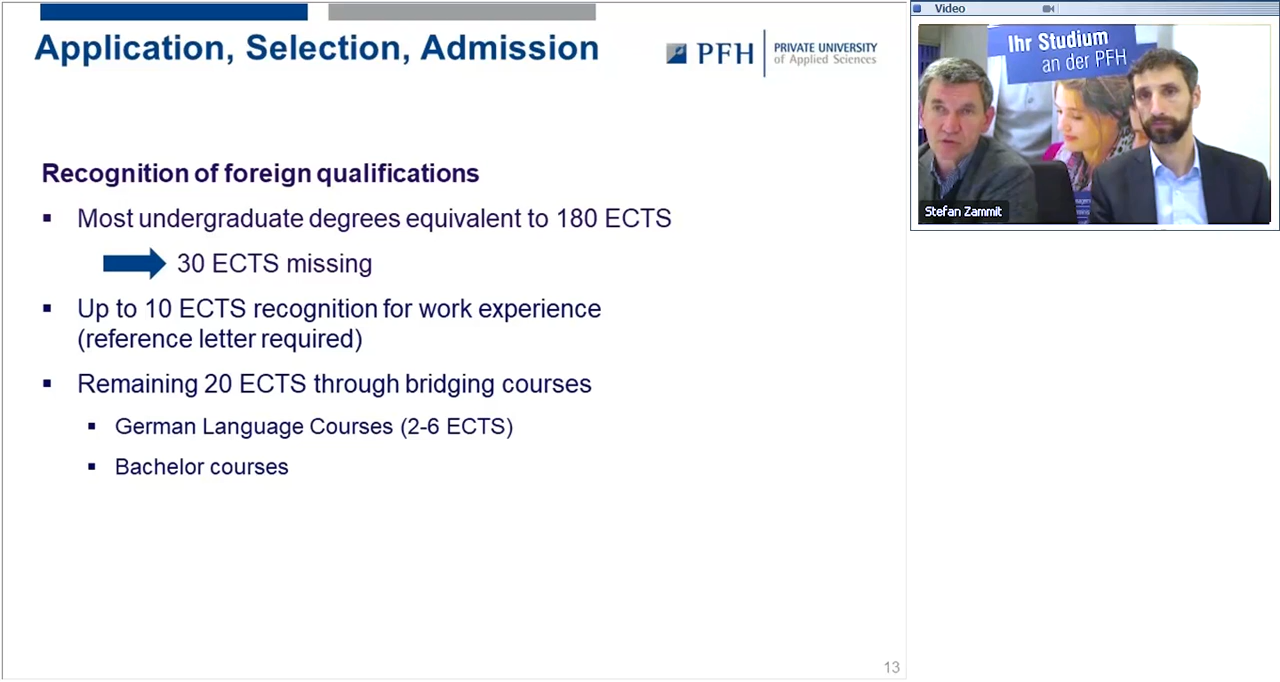 Application, Selection, Admission
PFH
PRIVATE UNIVERSITY
of Applied Sciences
Recognition of foreign qualifications
Most undergraduate degrees equivalent to 180 ECTS
30 ECTS missing
Up to 10 ECTS recognition for work experience
(reference letter required)
Remaining 20 ECTS through bridging courses
German Language Courses (2-6 ECTS)
Bachelor courses
13
Video
Ihr Studium
an der PFH
Stefan Zammit